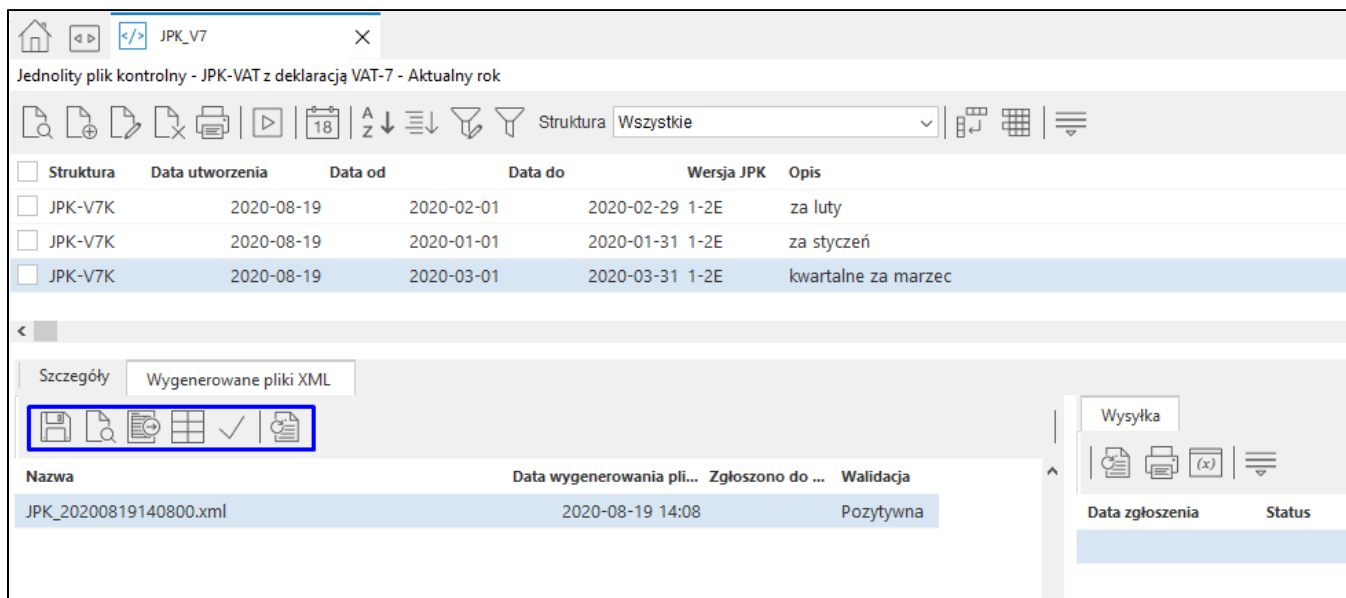 JPK_V7
Jednolity plik kontrolny - JPK-VAT z deklaracją VAT-7 - Aktualny rok
18 A Z Struktura Wszystkie
Struktura Data utworzenia Data od Data do Wersja JPK Opis
JPK-V7K 2020-08-19 2020-02-01 2020-02-29 1-2E za luty
JPK-V7K 2020-08-19 2020-01-01 2020-01-31 1-2E za styczeń
JPK-V7K 2020-08-19 2020-03-01 2020-03-31 1-2E kwartalne za marzec
Szczegóły Wygenerowane pliki XML
Nazwa Data wygenerowania pli... Zgłoszono do ... Walidacja
JPK_20200819140800.xml 2020-08-19 14:08 Pozytywna
Wysyłka
(x)
Data zgłoszenia Status